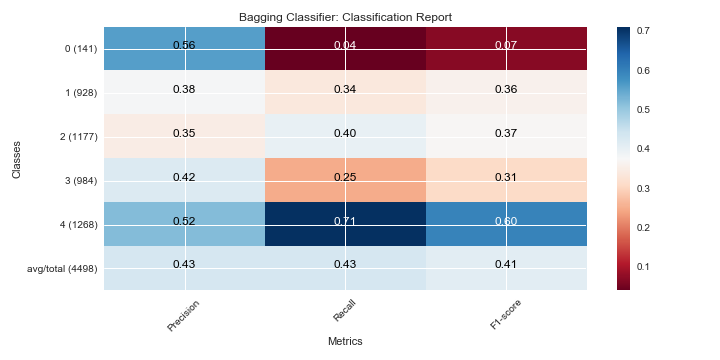 Bagging Classifier: Classification Report
0 (141) 0.56 0.04 0.07
1 (928) 0.38 0.34 0.36
2 (1177) 0.35 0.40 0.37
3 (984) 0.42 0.25 0.31
4 (1268) 0.52 0.71 0.60
avg/total (4498) 0.43 0.43 0.41
Precision Recall F1-score
Metrics
Classes
0.7
0.6
0.5
0.4
0.3
0.2
0.1